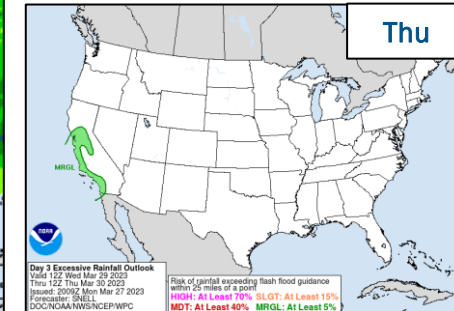 Thu
MRGL
NOAA
Day 3 Excessive Rainfall Outlook
Valid 12Z Wed Mar 29 2023
Thru 12Z Thu Mar 30 2023
Issued: 2009Z Mon Mar 27 2023
Forecaster: SNELL
DOC/NOAA/NWS/NCEP/WPC
Risk of rainfall exceeding flash flood guidance
within 25 miles of a point
HIGH: At Least 70% SLGT: At Least 15%
MDT: At Least 40% MRGL: At Least 5%